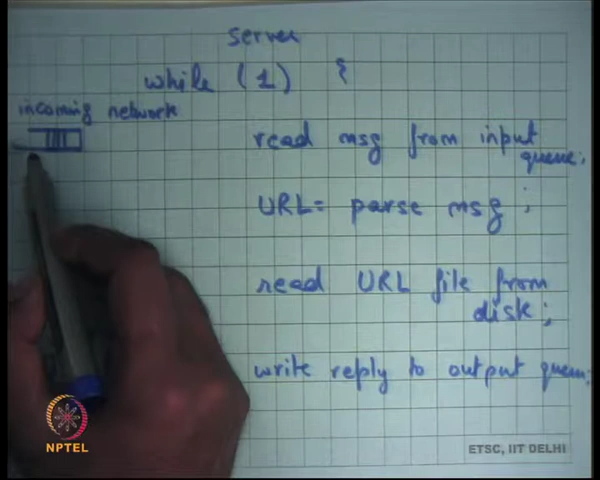 server
while (1) {
incoming network
read msg from input
queue;
URL = parse msg ;
read URL file from
disk ;
write reply to output queue;
NPTEL
ETSC, IIT DELHI